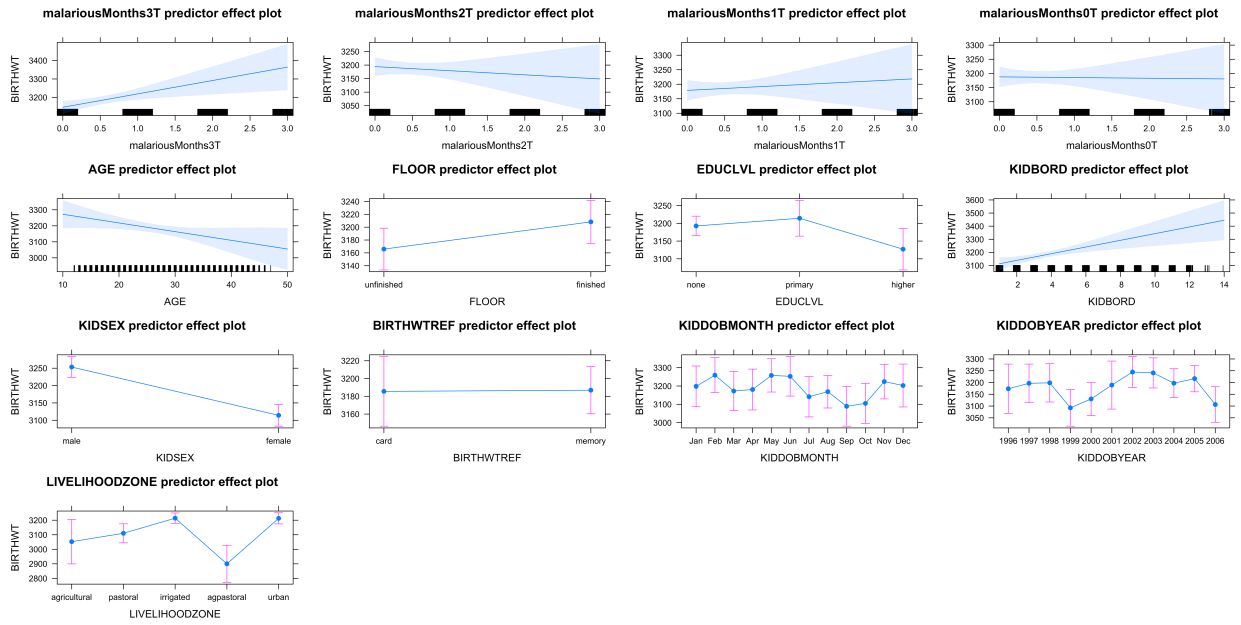 malariousMonths3T predictor effect plot
BIRTHWT
3400
3300
3200
0.0 0.5 1.0 1.5 2.0 2.5 3.0
malariousMonths3T
malariousMonths2T predictor effect plot
BIRTHWT
3250
3200
3150
3100
3050
0.0 0.5 1.0 1.5 2.0 2.5 3.0
malariousMonths2T
malariousMonths1T predictor effect plot
BIRTHWT
3300
3250
3200
3150
3100
0.0 0.5 1.0 1.5 2.0 2.5 3.0
malariousMonths1T
malariousMonths0T predictor effect plot
BIRTHWT
3300
3250
3200
3150
3100
0.0 0.5 1.0 1.5 2.0 2.5 3.0
malariousMonths0T
AGE predictor effect plot
BIRTHWT
3300
3200
3100
3000
10 20 30 40 50
AGE
FLOOR predictor effect plot
BIRTHWT
3240
3220
3200
3180
3160
3140
unfinished finished
FLOOR
EDUCLVL predictor effect plot
BIRTHWT
3250
3200
3150
3100
none primary higher
EDUCLVL
KIDBORD predictor effect plot
BIRTHWT
3600
3500
3400
3300
3200
3100
2 4 6 8 10 12 14
KIDBORD
KIDSEX predictor effect plot
BIRTHWT
3250
3200
3150
3100
male female
KIDSEX
BIRTHWTREF predictor effect plot
BIRTHWT
3220
3200
3180
3160
card memory
BIRTHWTREF
KIDDOBMONTH predictor effect plot
BIRTHWT
3300
3200
3100
3000
Jan Feb Mar Apr May Jun Jul Aug Sep Oct Nov Dec
KIDDOBMONTH
KIDDOBYEAR predictor effect plot
BIRTHWT
3300
3250
3200
3150
3100
3050
1996 1997 1998 1999 2000 2001 2002 2003 2004 2005 2006
KIDDOBYEAR
LIVELIHOODZONE predictor effect plot
BIRTHWT
3200
3100
3000
2900
2800
agricultural pastoral irrigated agpastoral urban
LIVELIHOODZONE